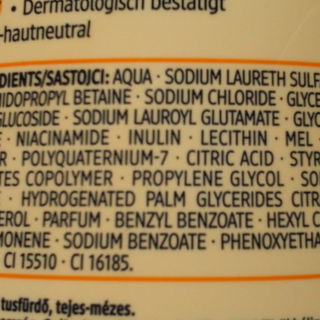 • Dermatologisch bestätigt
-hautneutral
DIENTS/SASTOJCI: AQUA · SODIUM LAURETH SULF
IDOPROPYL BETAINE · SODIUM CHLORIDE · GLYCE
GLUCOSIDE · SODIUM LAUROYL GLUTAMATE · GLYC
E · NIACINAMIDE · INULIN · LECITHIN · MEL ·
R · POLYQUATERNIUM-7 · CITRIC ACID · STYR
TES COPOLYMER · PROPYLENE GLYCOL · SO
E · HYDROGENATED PALM GLYCERIDES CITR
EROL · PARFUM · BENZYL BENZOATE · HEXYL C
MONENE · SODIUM BENZOATE · PHENOXYETHA
CI 15510 · CI 16185.
tusfürdő, tejes-mézes.